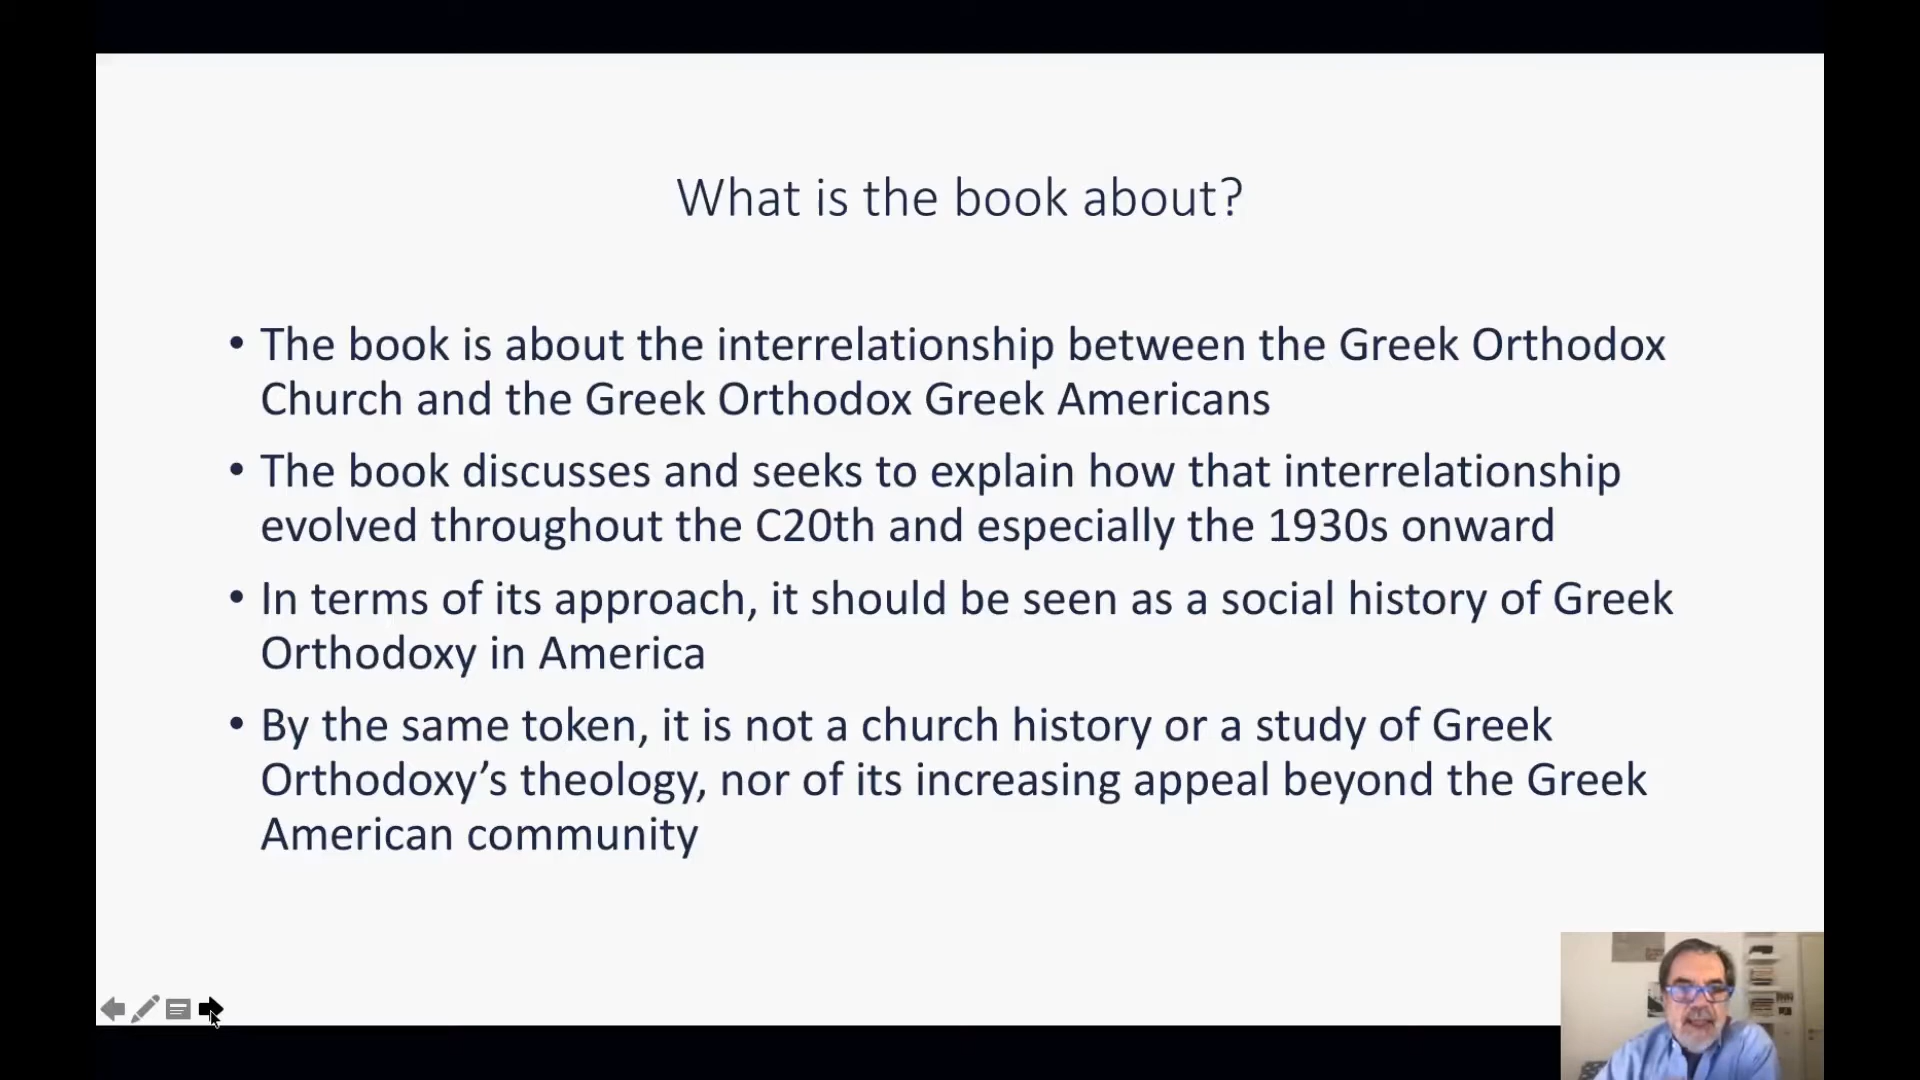 What is the book about?
• The book is about the interrelationship between the Greek Orthodox
Church and the Greek Orthodox Greek Americans
• The book discusses and seeks to explain how that interrelationship
evolved throughout the C20th and especially the 1930s onward
• In terms of its approach, it should be seen as a social history of Greek
Orthodoxy in America
• By the same token, it is not a church history or a study of Greek
Orthodoxy’s theology, nor of its increasing appeal beyond the Greek
American community